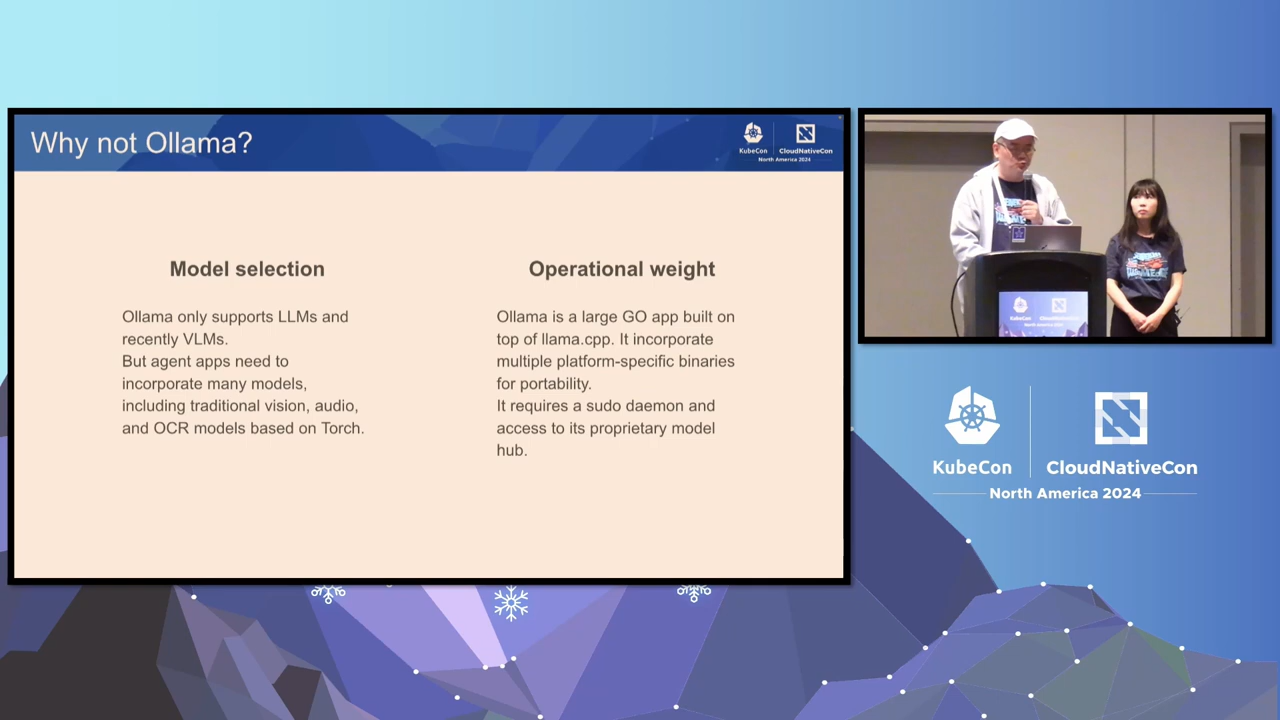 Why not Ollama?
KubeCon
CloudNativeCon
North America 2024
Model selection
Ollama only supports LLMs and
recently VLMs.
But agent apps need to
incorporate many models,
including traditional vision, audio,
and OCR models based on Torch.
Operational weight
Ollama is a large GO app built on
top of llama.cpp. It incorporate
multiple platform-specific binaries
for portability.
It requires a sudo daemon and
access to its proprietary model
hub.
KubeCon
CloudNativeCon
North America 2024